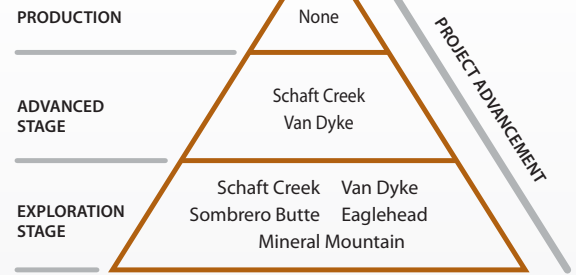 PRODUCTION
None
ADVANCED
STAGE
Schaft Creek
Van Dyke
EXPLORATION
STAGE
Schaft Creek Van Dyke
Sombrero Butte Eaglehead
Mineral Mountain
PROJECT ADVANCEMENT